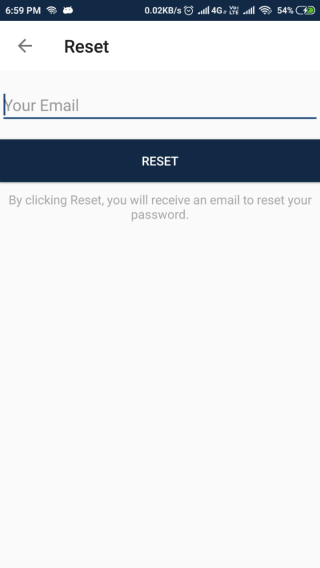 6:59 PM 0.02KB/s 4G Vo) LTE 54%
Reset
Your Email
RESET
By clicking Reset, you will receive an email to reset your
password.